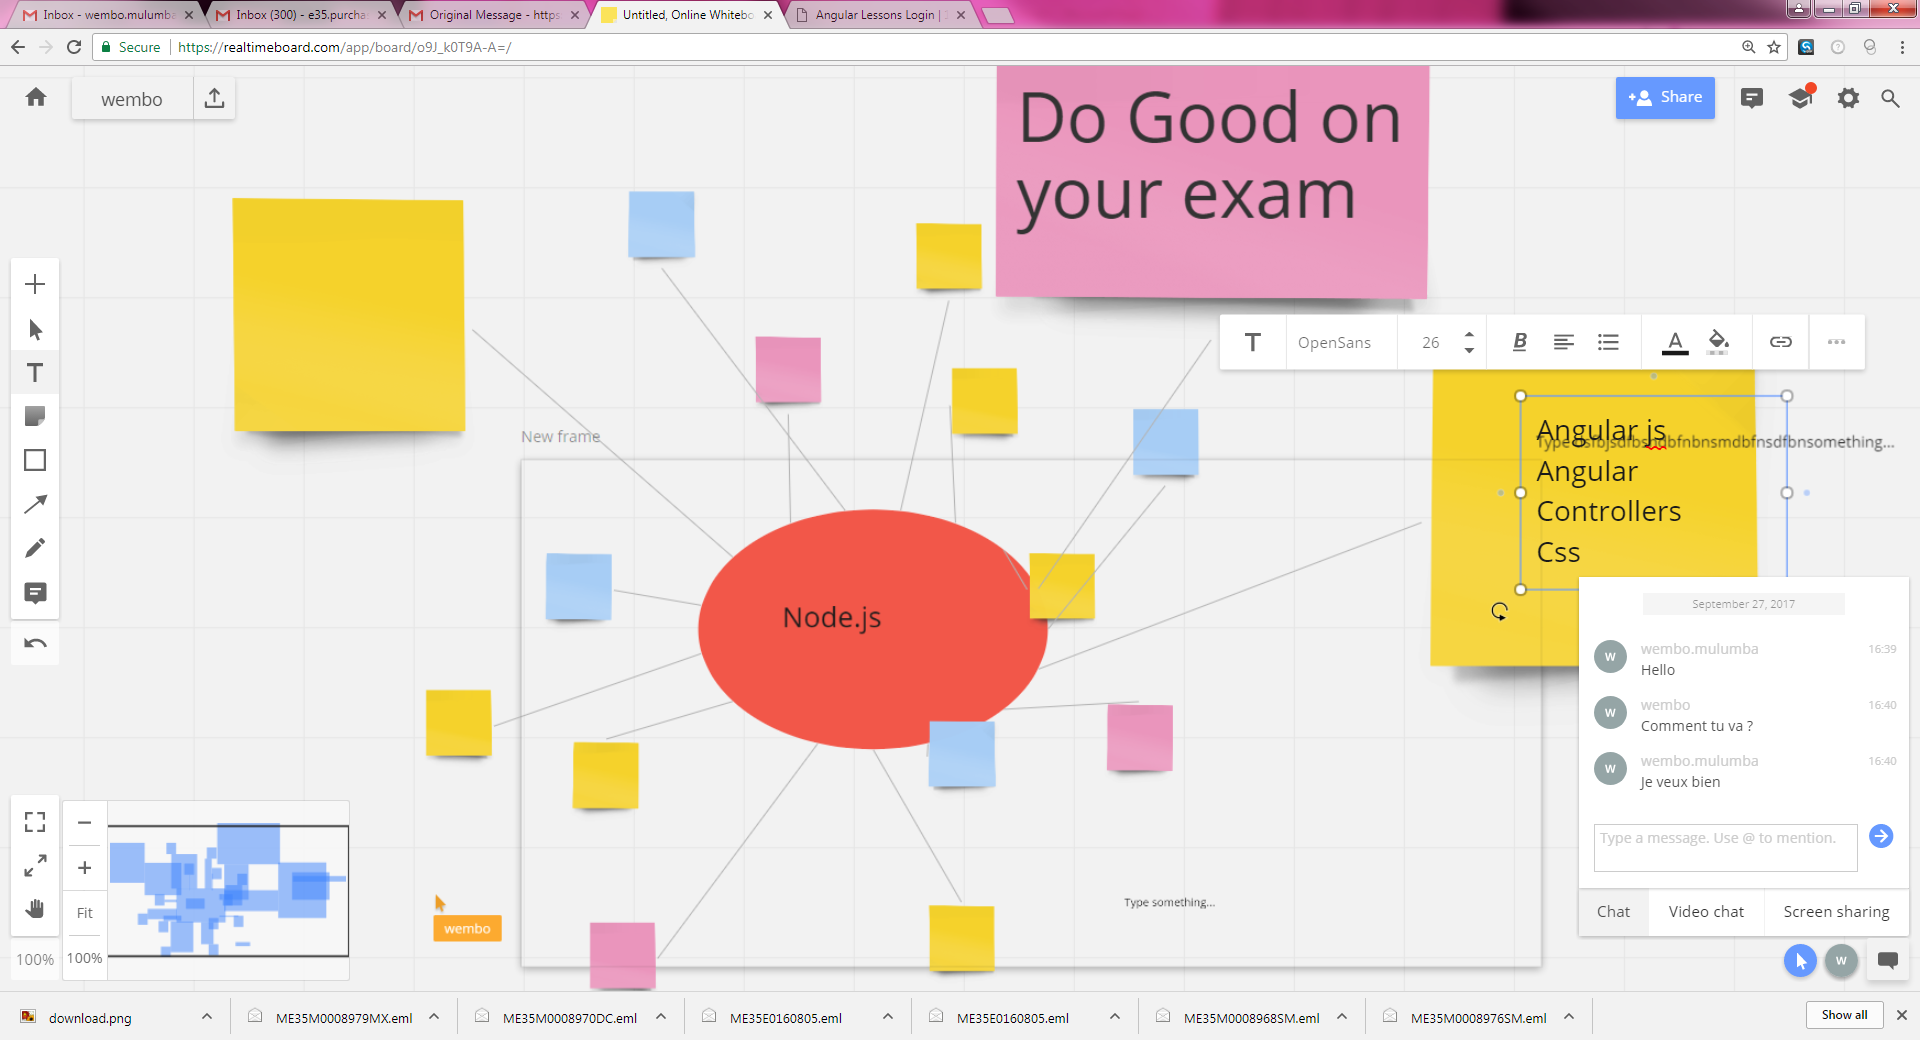 Inbox - wembo.mulumba
Inbox (300) - e35.purcha
Original Message - https
Untitled, Online Whitebo
Angular Lessons Login |
Secure
https://realtimeboard.com/app/board/o9J_k0T9A-A=/
wembo
Share
Do Good on
your exam
T
OpenSans
26
B
A
New frame
Angular js
Angular
Controllers
Css
Node.js
September 27, 2017
W
wembo.mulumba
16:39
Hello
W
wembo
16:40
Comment tu va ?
W
wembo.mulumba
16:40
Je veux bien
Type a message. Use @ to mention.
Chat
Video chat
Screen sharing
Type something...
wembo
Fit
100%
100%
W
download.png
ME35M0008979MX.eml
ME35M0008970DC.eml
ME35E0160805.eml
ME35E0160805.eml
ME35M0008968SM.eml
ME35M0008976SM.eml
Show all